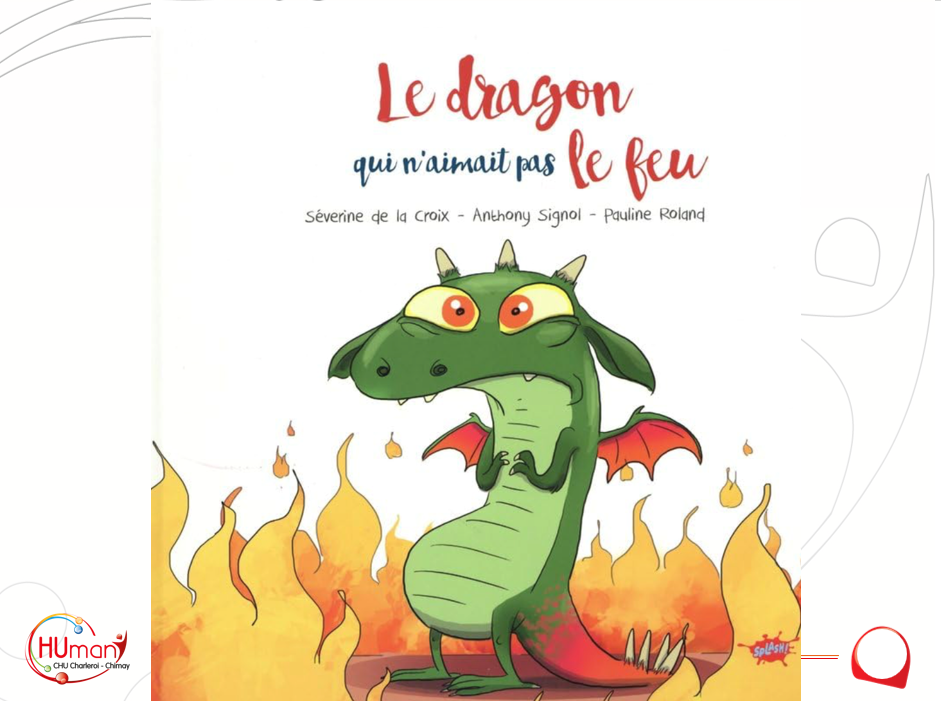 Le dragon
qui n'aimait pas le feu
Séverine de la Croix - Anthony Signol - Pauline Roland
SPLASH!
HUmani
CHU Charleroi - Chimay